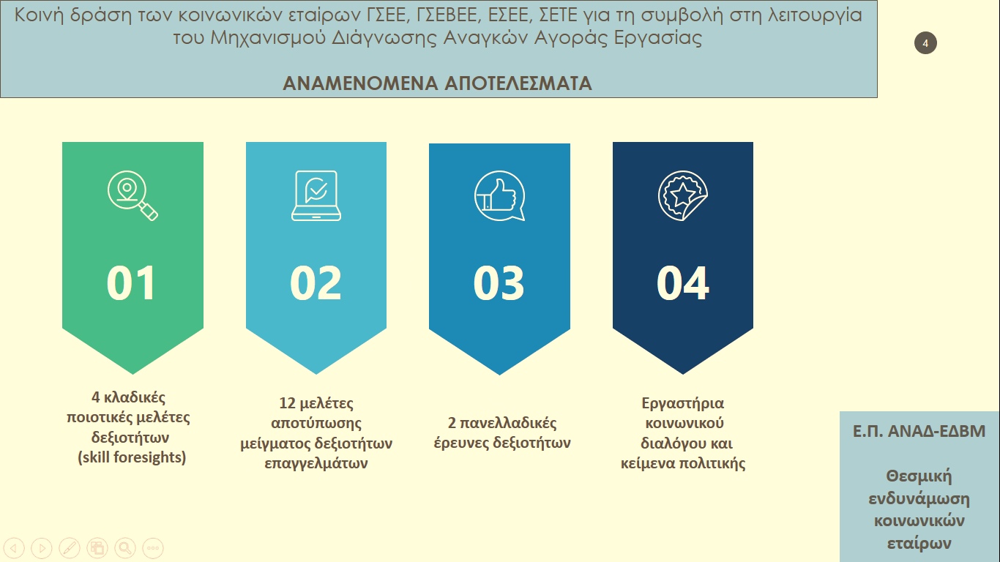 Κοινή δράση των κοινωνικών εταίρων ΓΣΕΕ, ΓΣΕΒΕΕ, ΕΣΕΕ, ΣΕΤΕ για τη συμβολή στη λειτουργία
του Μηχανισμού Διάγνωσης Αναγκών Αγοράς Εργασίας
ΑΝΑΜΕΝΟΜΕΝΑ ΑΠΟΤΕΛΕΣΜΑΤΑ
4
01
4 κλαδικές
ποιοτικές μελέτες
δεξιοτήτων
(skill foresights)
02
12 μελέτες
αποτύπωσης
μείγματος δεξιοτήτων
επαγγελμάτων
03
2 πανελλαδικές
έρευνες δεξιοτήτων
04
Εργαστήρια
κοινωνικού
διαλόγου και
κείμενα πολιτικής
Ε.Π. ΑΝΑΔ-ΕΔΒΜ
Θεσμική
ενδυνάμωση
κοινωνικών
εταίρων